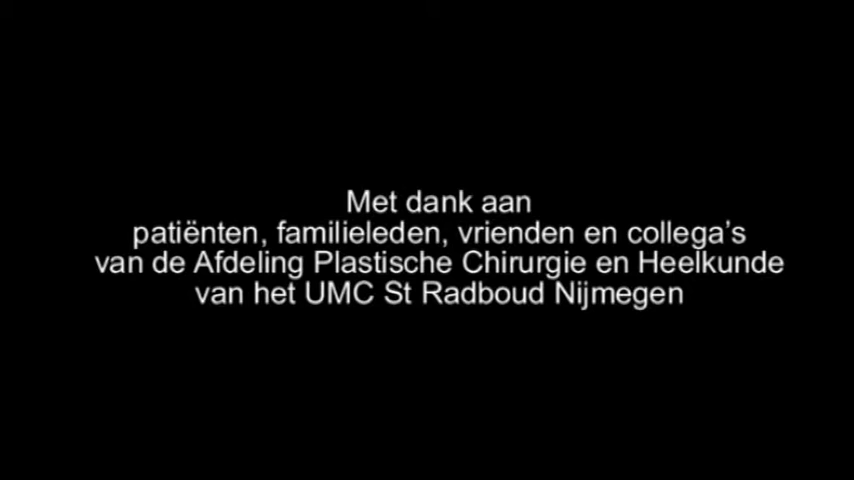 Met dank aan
patiënten, familieleden, vrienden en collega's
van de Afdeling Plastische Chirurgie en Heelkunde
van het UMC St Radboud Nijmegen